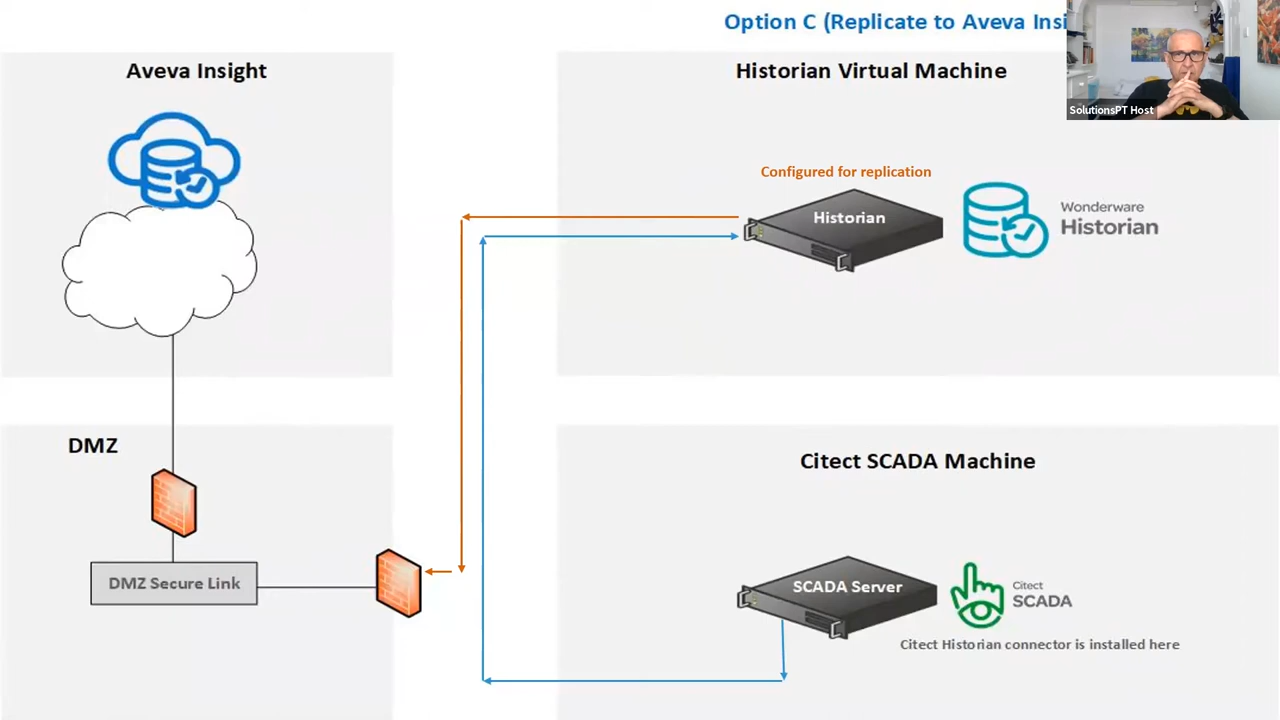 Option C (Replicate to Aveva Insi
Aveva Insight
Historian Virtual Machine
SolutionsPT Host
Configured for replication
Historian
Wonderware
Historian
DMZ
Citect SCADA Machine
DMZ Secure Link
SCADA Server
Citect
SCADA
Citect Historian connector is installed here